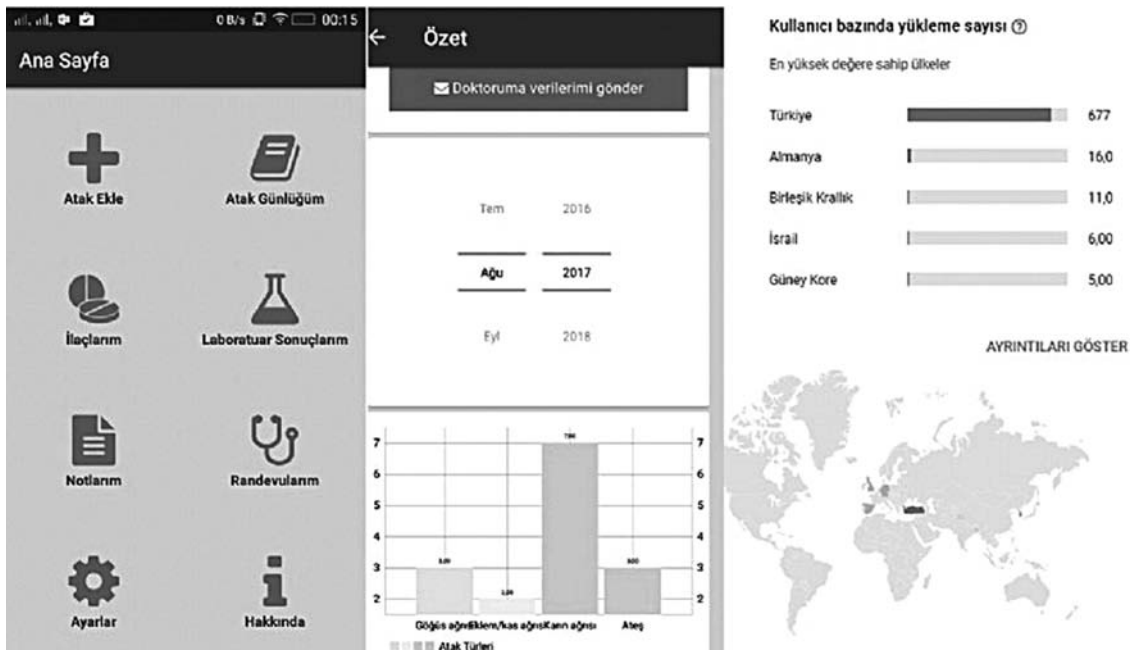 0 B/s 00:15
Ana Sayfa
Atak Ekle
Atak Günlüğüm
İlaçlarım
Laboratuar Sonuçlarım
Notlarım
Randevularım
Ayarlar
Hakkında
Özet
Doktoruma verilerimi gönder
Tem 2016
Ağu 2017
Eyl 2018
7 7
6 6
5 5
4 4
3 3
2 2
Göğüs ağrısı Eklem/kas ağrısı Karın ağrısı Ateş
Atak Türleri
Kullanıcı bazında yükleme sayısı
En yüksek değere sahip ülkeler
Türkiye 677
Almanya 16,0
Birleşik Krallık 11,0
İsrail 6,00
Güney Kore 5,00
AYRINTILARI GÖSTER